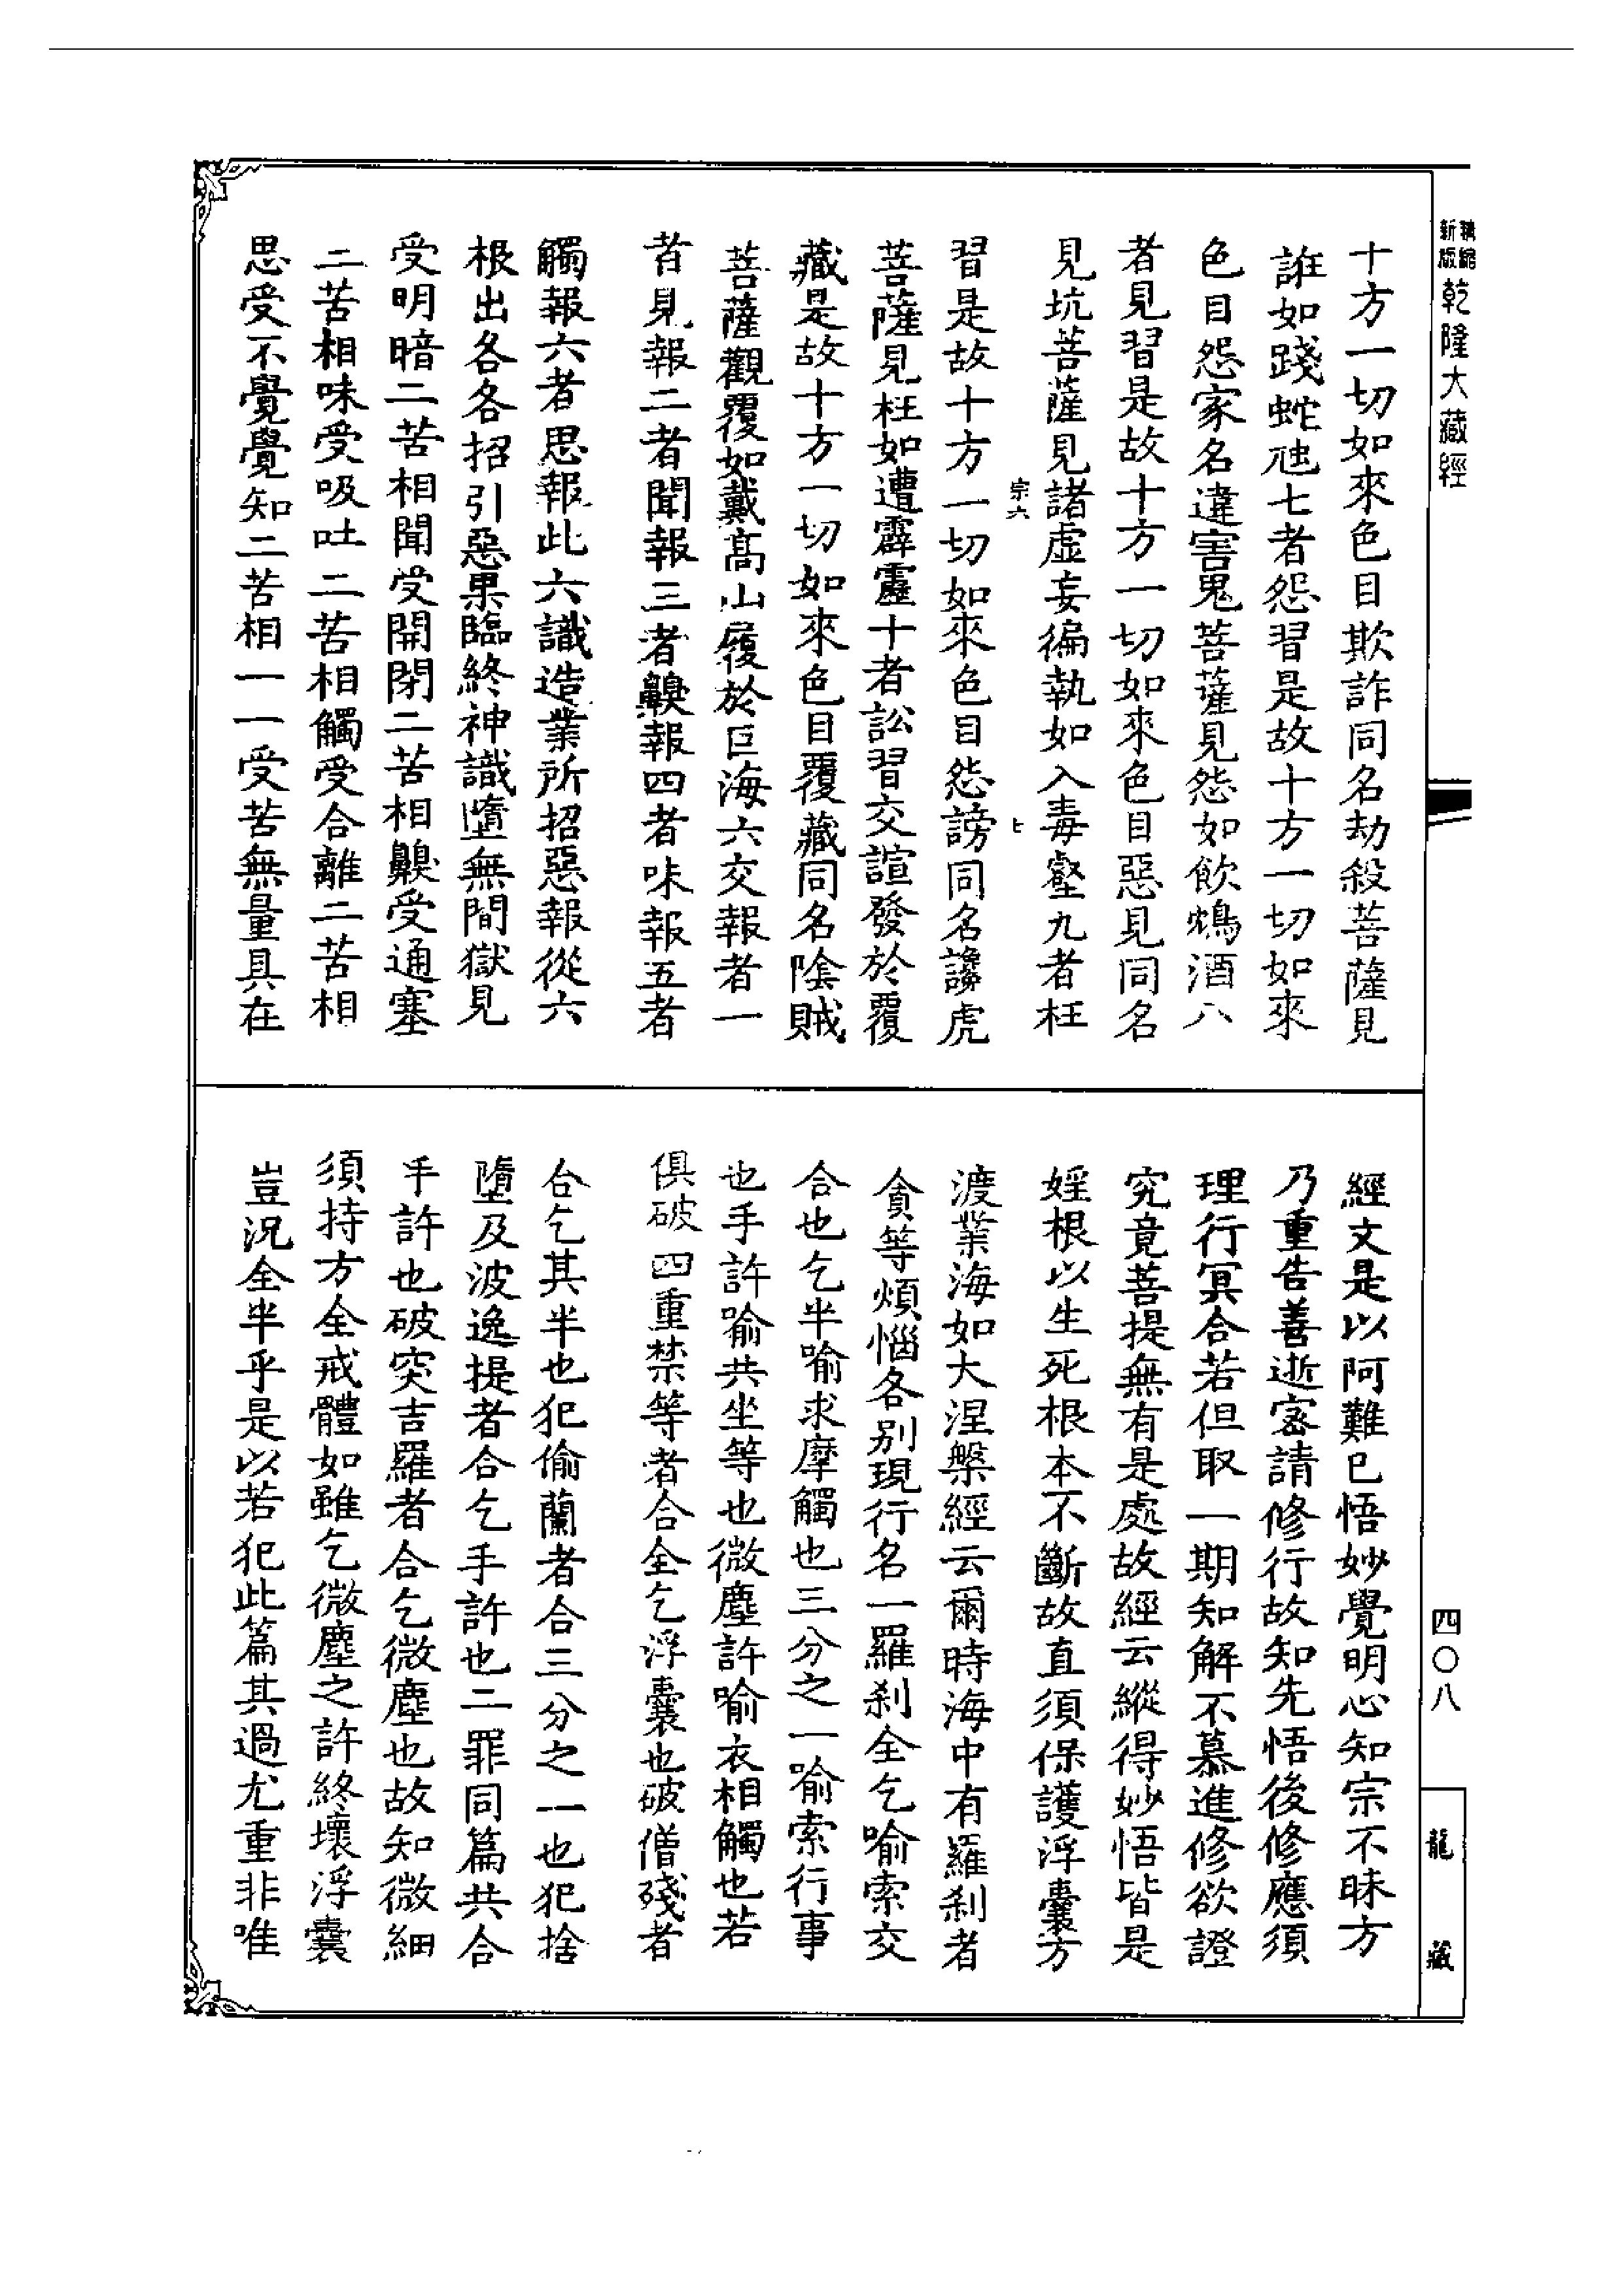 精縮新版乾隆大藏經
十方一切如來色目欺詐同名劫殺菩薩見
誑如踐蛇虺七者怨習是故十方一切如來
色目怨家名違害鬼菩薩見怨如飲鴆酒八
者見習是故十方一切如來色目惡見同名
見坑菩薩見諸虛妄徧執如入毒壑九者枉
宗六 七
習是故十方一切如來色目怨謗同名讒虎
菩薩見枉如遭霹靂十者訟習交諠發於覆
藏是故十方一切如來色目覆藏同名陰賊
菩薩觀覆如戴高山履於巨海六交報者一
者見報二者聞報三者齅報四者味報五者
觸報六者思報此六識造業所招惡報從六
根出各各招引惡果臨終神識墮無間獄見
受明暗二苦相聞受開閉二苦相齅受通塞
二苦相味受吸吐二苦相觸受合離二苦相
思受不覺覺知二苦相一一受苦無量具在
四〇八
龍藏
經文是以阿難已悟妙覺明心知宗不昧方
乃重告善逝密請修行故知先悟後修應須
理行冥合若但取一期知解不慕進修欲證
究竟菩提無有是處故經云縱得妙悟皆是
婬根以生死根本不斷故直須保護浮囊方
渡業海如大涅槃經云爾時海中有羅剎者
貪等煩惱各別現行名一羅剎全乞喻索交
合也乞半喻求摩觸也三分之一喻索行事
也手許喻共坐等也微塵許喻衣相觸也若
俱破四重禁等者合全乞浮囊也破僧殘者
合乞其半也犯偷蘭者合三分之一也犯捨
墮及波逸提者合乞手許也二罪同篇共合
手許也破突吉羅者合乞微塵也故知微細
須持方全戒體如雖乞微塵之許終壞浮囊
豈況全半乎是以若犯此篇其過尤重非唯